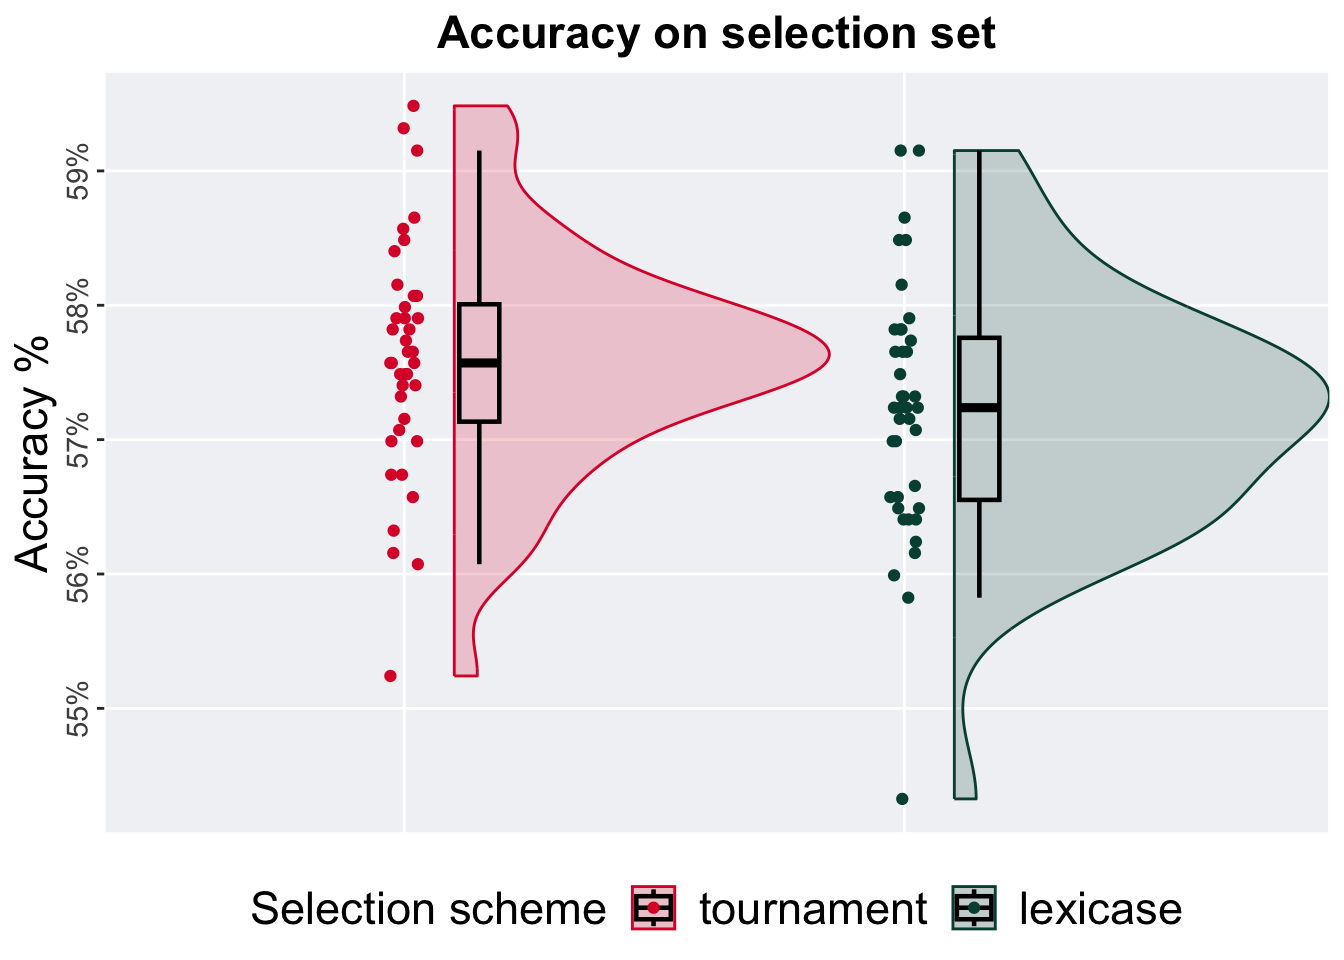 Accuracy on selection set
Accuracy %
59%
58%
57%
56%
55%
Selection scheme tournament lexicase